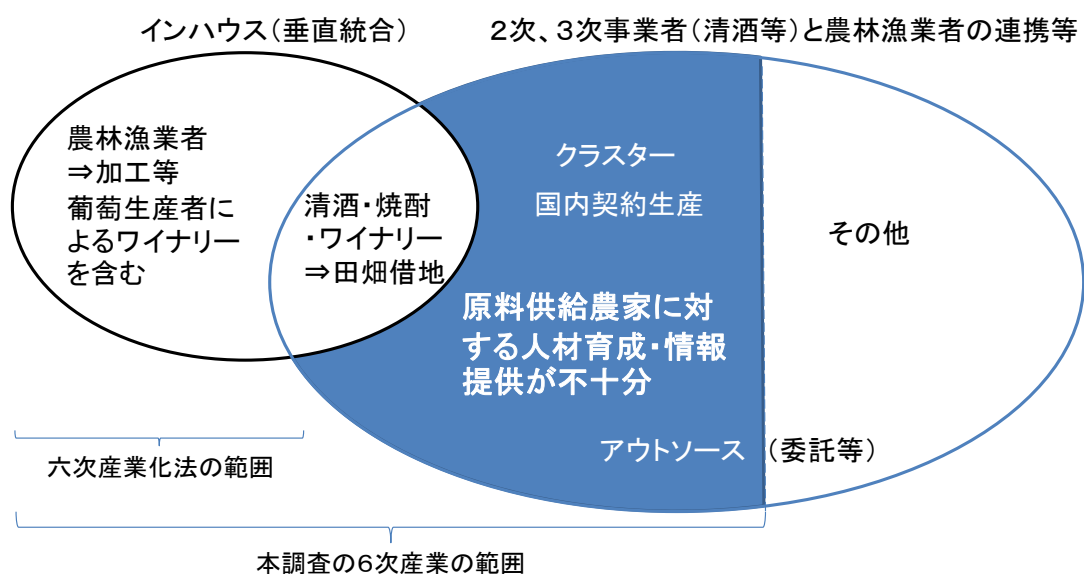 インハウス（垂直統合）
２次、３次事業者（清酒等）と農林漁業者の連携等
農林漁業者
⇒加工等
葡萄生産者に
よるワイナリー
を含む
清酒・焼酎
・ワイナリー
⇒田畑借地
クラスター
国内契約生産
原料供給農家に対
する人材育成・情報
提供が不十分
アウトソース（委託等）
その他
六次産業化法の範囲
本調査の６次産業の範囲